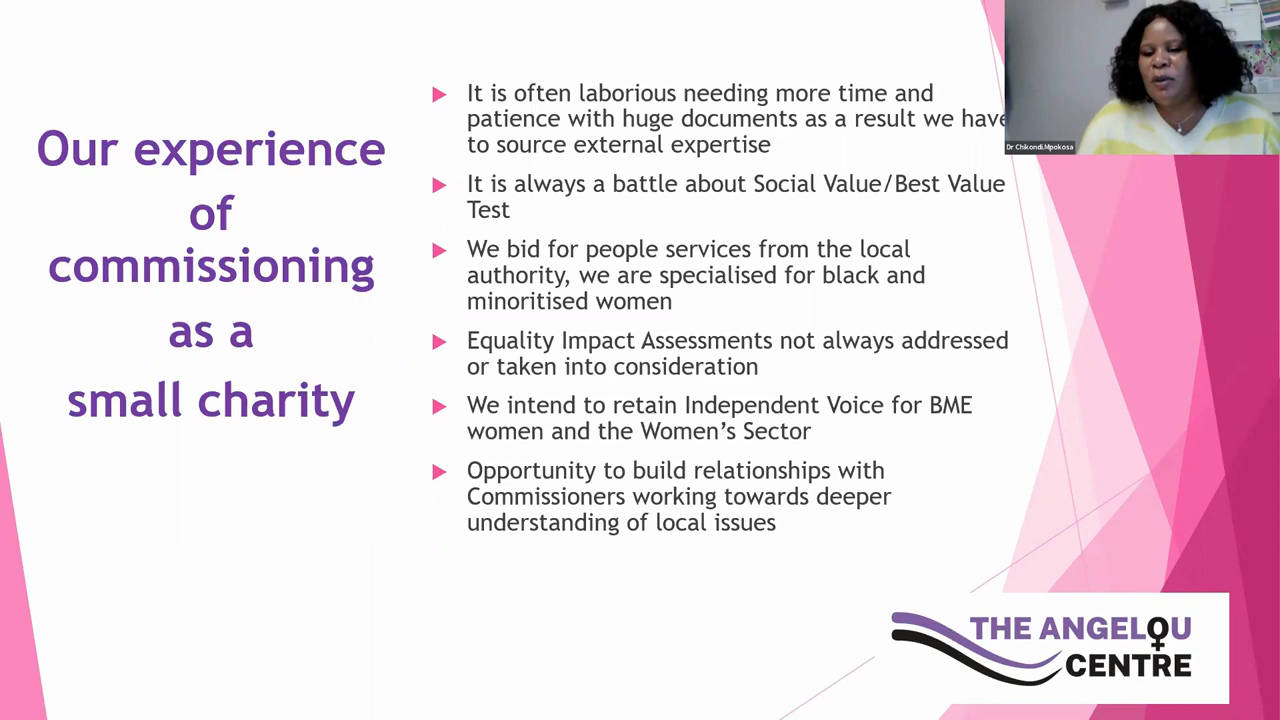 Our experience
of
commissioning
as a
small charity
It is often laborious needing more time and
patience with huge documents as a result we have
to source external expertise
It is always a battle about Social Value/Best Value
Test
We bid for people services from the local
authority, we are specialised for black and
minoritised women
Equality Impact Assessments not always addressed
or taken into consideration
We intend to retain Independent Voice for BME
women and the Women’s Sector
Opportunity to build relationships with
Commissioners working towards deeper
understanding of local issues
Dr Chikondi.Mpokosa
THE ANGELOU
CENTRE